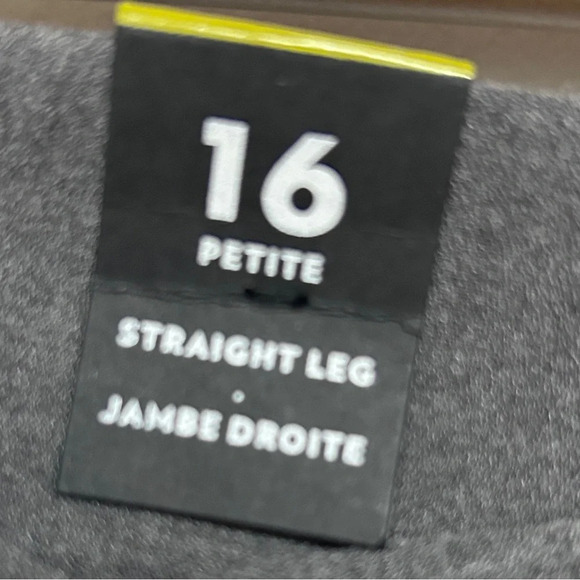 16
PETITE
STRAIGHT LEG
JAMBE DROITE